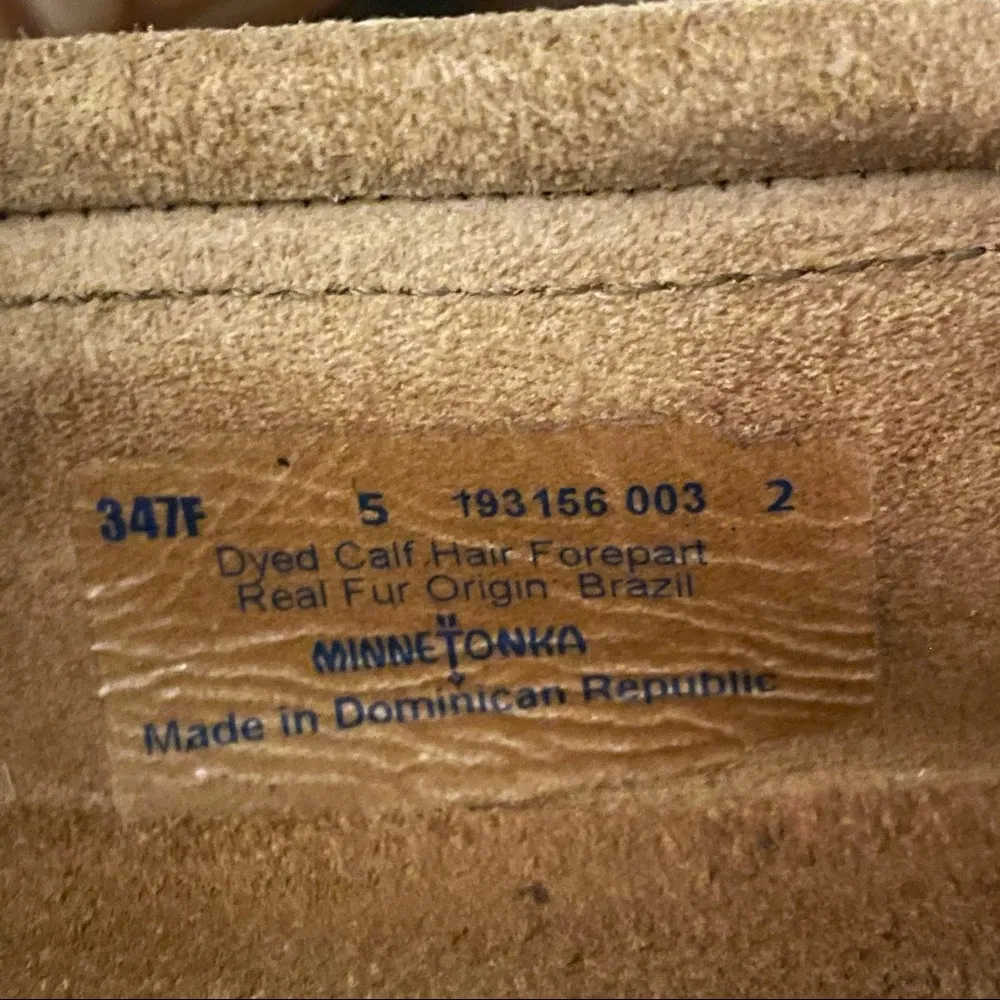 347F 5 193156 003 2
Dyed Calf Hair Forepart
Real Fur Origin: Brazil
MINNETONKA
Made in Dominican Republic